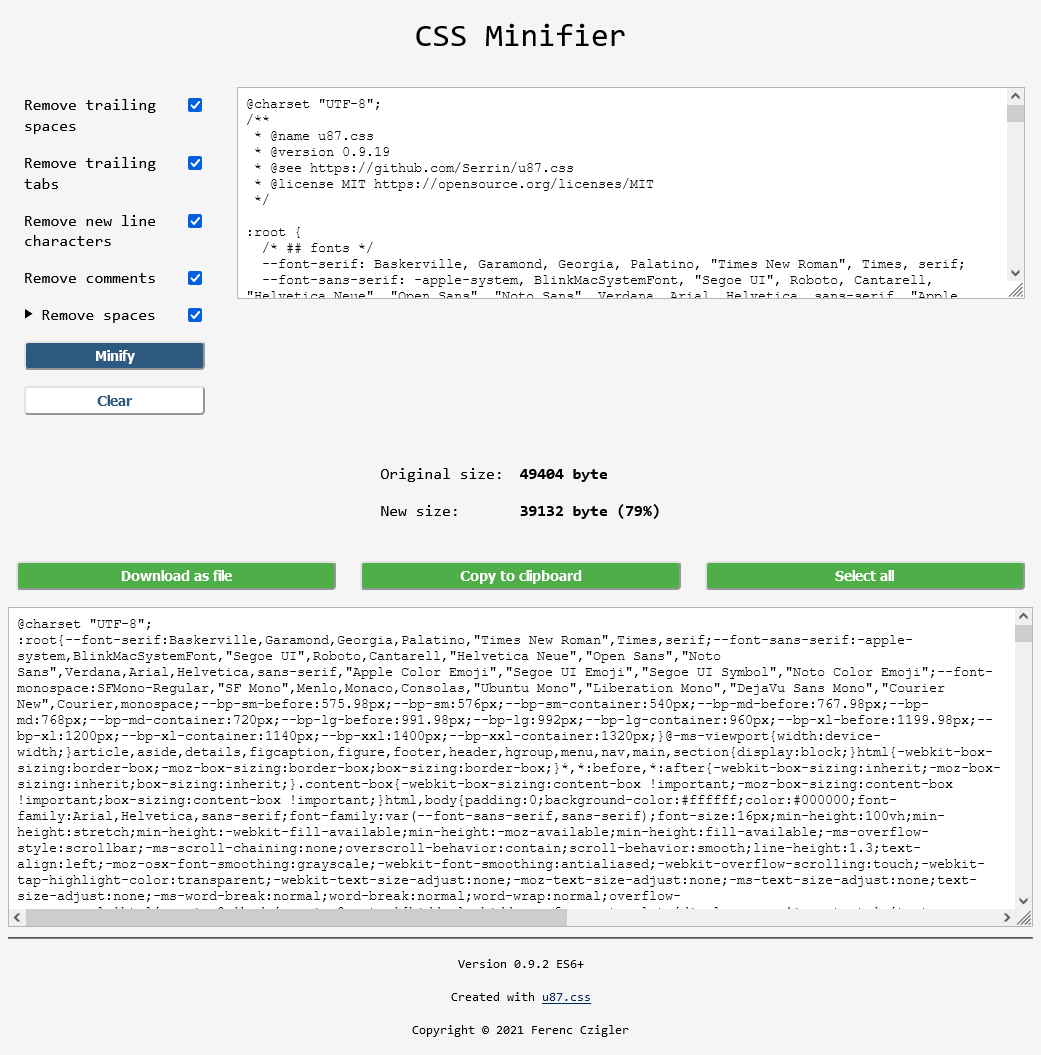 CSS Minifier
Remove trailing
spaces
Remove trailing
tabs
Remove new line
characters
Remove comments
Remove spaces
Minify
Clear
@charset "UTF-8";
/**
 * @name u87.css
 * @version 0.9.19
 * @see https://github.com/Serrin/u87.css
 * @license MIT https://opensource.org/licenses/MIT
 */
:root {
  /* ## fonts */
  --font-serif: Baskerville, Garamond, Georgia, Palatino, "Times New Roman", Times, serif;
  --font-sans-serif: -apple-system, BlinkMacSystemFont, "Segoe UI", Roboto, Cantarell,
"Helvetica Neue", "Open Sans", "Noto Sans", Verdana, Arial, Helvetica, sans-serif, "Apple
Original size: 49404 byte
New size: 39132 byte (79%)
Download as file
Copy to clipboard
Select all
@charset "UTF-8";
:root{--font-serif:Baskerville,Garamond,Georgia,Palatino,"Times New Roman",Times,serif;--font-sans-serif:-apple-
system,BlinkMacSystemFont,"Segoe UI",Roboto,Cantarell,"Helvetica Neue","Open Sans","Noto
Sans",Verdana,Arial,Helvetica,sans-serif,"Apple Color Emoji","Segoe UI Emoji","Segoe UI Symbol","Noto Color Emoji";--font-
monospace:SFMono-Regular,"SF Mono",Menlo,Monaco,Consolas,"Ubuntu Mono","Liberation Mono","DejaVu Sans Mono","Courier
New",Courier,monospace;--bp-sm-before:575.98px;--bp-sm:576px;--bp-sm-container:540px;--bp-md-before:767.98px;--bp-
md:768px;--bp-md-container:720px;--bp-lg-before:991.98px;--bp-lg:992px;--bp-lg-container:960px;--bp-xl-before:1199.98px;--
bp-xl:1200px;--bp-xl-container:1140px;--bp-xxl:1400px;--bp-xxl-container:1320px;}@-ms-viewport{width:device-
width;}article,aside,details,figcaption,figure,footer,header,hgroup,menu,nav,main,section{display:block;}html{-webkit-box-
sizing:border-box;-moz-box-sizing:border-box;box-sizing:border-box;}*,*:before,*:after{-webkit-box-sizing:inherit;-moz-box-
sizing:inherit;box-sizing:inherit;}.content-box{-webkit-box-sizing:content-box !important;-moz-box-sizing:content-box
!important;box-sizing:content-box !important;}html,body{padding:0;background-color:#ffffff;color:#000000;font-
family:Arial,Helvetica,sans-serif;font-family:var(--font-sans-serif,sans-serif);font-size:16px;min-height:100vh;min-
height:stretch;min-height:-webkit-fill-available;min-height:-moz-available;min-height:fill-available;-ms-overflow-
style:scrollbar;-ms-scroll-chaining:none;overscroll-behavior:contain;scroll-behavior:smooth;line-height:1.3;text-
align:left;-moz-osx-font-smoothing:grayscale;-webkit-font-smoothing:antialiased;-webkit-overflow-scrolling:touch;-webkit-
tap-highlight-color:transparent;-webkit-text-size-adjust:none;-moz-text-size-adjust:none;-ms-text-size-adjust:none;text-
size-adjust:none;-ms-word-break:normal;word-break:normal;word-wrap:normal;overflow-
Version 0.9.2 ES6+
Created with u87.css
Copyright © 2021 Ferenc Czigler